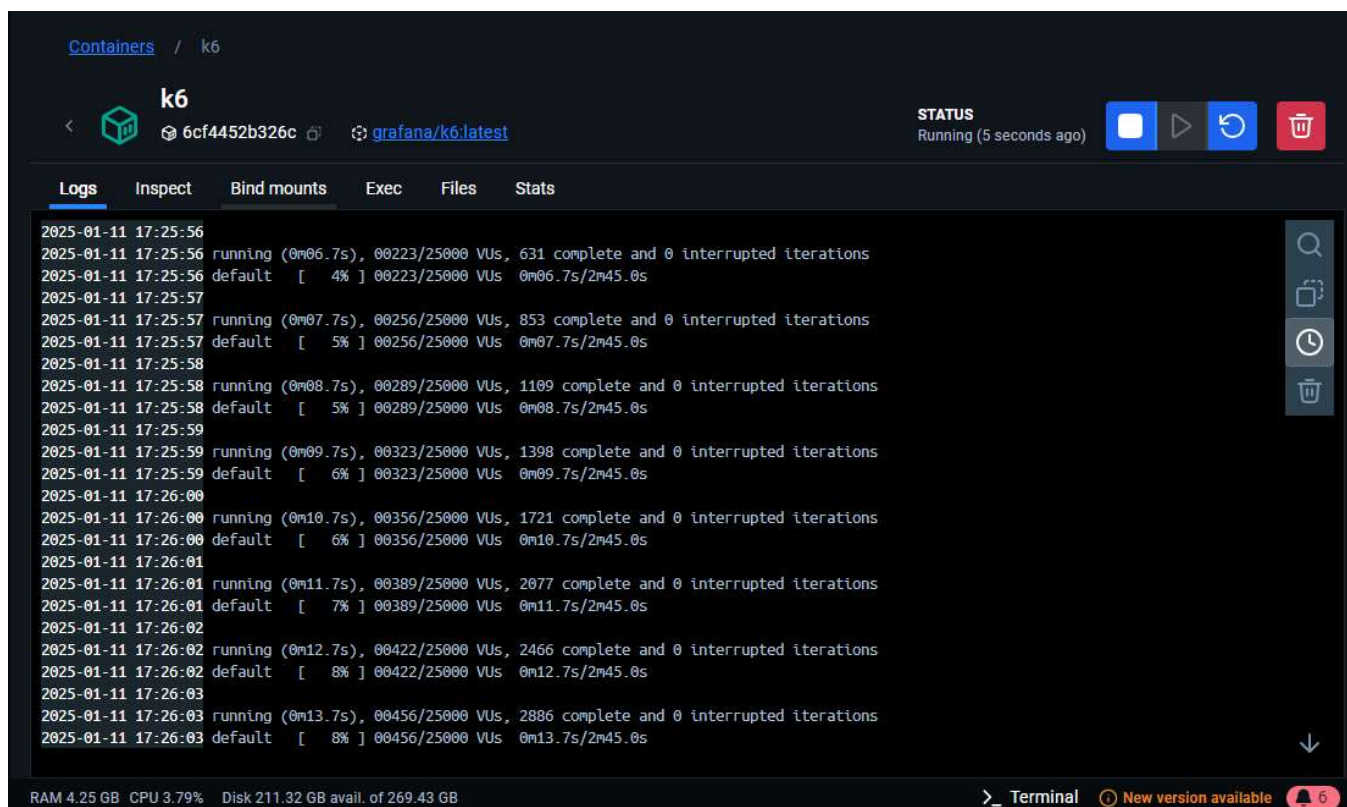 Containers / k6
k6
6cf4452b326c grafana/k6:latest
STATUS
Running (5 seconds ago)
Logs Inspect Bind mounts Exec Files Stats
2025-01-11 17:25:56
2025-01-11 17:25:56 running (0m06.7s), 00223/25000 VUs, 631 complete and 0 interrupted iterations
2025-01-11 17:25:56 default [ 4% ] 00223/25000 VUs 0m06.7s/2m45.0s
2025-01-11 17:25:57
2025-01-11 17:25:57 running (0m07.7s), 00256/25000 VUs, 853 complete and 0 interrupted iterations
2025-01-11 17:25:57 default [ 5% ] 00256/25000 VUs 0m07.7s/2m45.0s
2025-01-11 17:25:58
2025-01-11 17:25:58 running (0m08.7s), 00289/25000 VUs, 1109 complete and 0 interrupted iterations
2025-01-11 17:25:58 default [ 5% ] 00289/25000 VUs 0m08.7s/2m45.0s
2025-01-11 17:25:59
2025-01-11 17:25:59 running (0m09.7s), 00323/25000 VUs, 1398 complete and 0 interrupted iterations
2025-01-11 17:25:59 default [ 6% ] 00323/25000 VUs 0m09.7s/2m45.0s
2025-01-11 17:26:00
2025-01-11 17:26:00 running (0m10.7s), 00356/25000 VUs, 1721 complete and 0 interrupted iterations
2025-01-11 17:26:00 default [ 6% ] 00356/25000 VUs 0m10.7s/2m45.0s
2025-01-11 17:26:01
2025-01-11 17:26:01 running (0m11.7s), 00389/25000 VUs, 2077 complete and 0 interrupted iterations
2025-01-11 17:26:01 default [ 7% ] 00389/25000 VUs 0m11.7s/2m45.0s
2025-01-11 17:26:02
2025-01-11 17:26:02 running (0m12.7s), 00422/25000 VUs, 2466 complete and 0 interrupted iterations
2025-01-11 17:26:02 default [ 8% ] 00422/25000 VUs 0m12.7s/2m45.0s
2025-01-11 17:26:03
2025-01-11 17:26:03 running (0m13.7s), 00456/25000 VUs, 2886 complete and 0 interrupted iterations
2025-01-11 17:26:03 default [ 8% ] 00456/25000 VUs 0m13.7s/2m45.0s
RAM 4.25 GB CPU 3.79% Disk 211.32 GB avail. of 269.43 GB >_ Terminal New version available 6